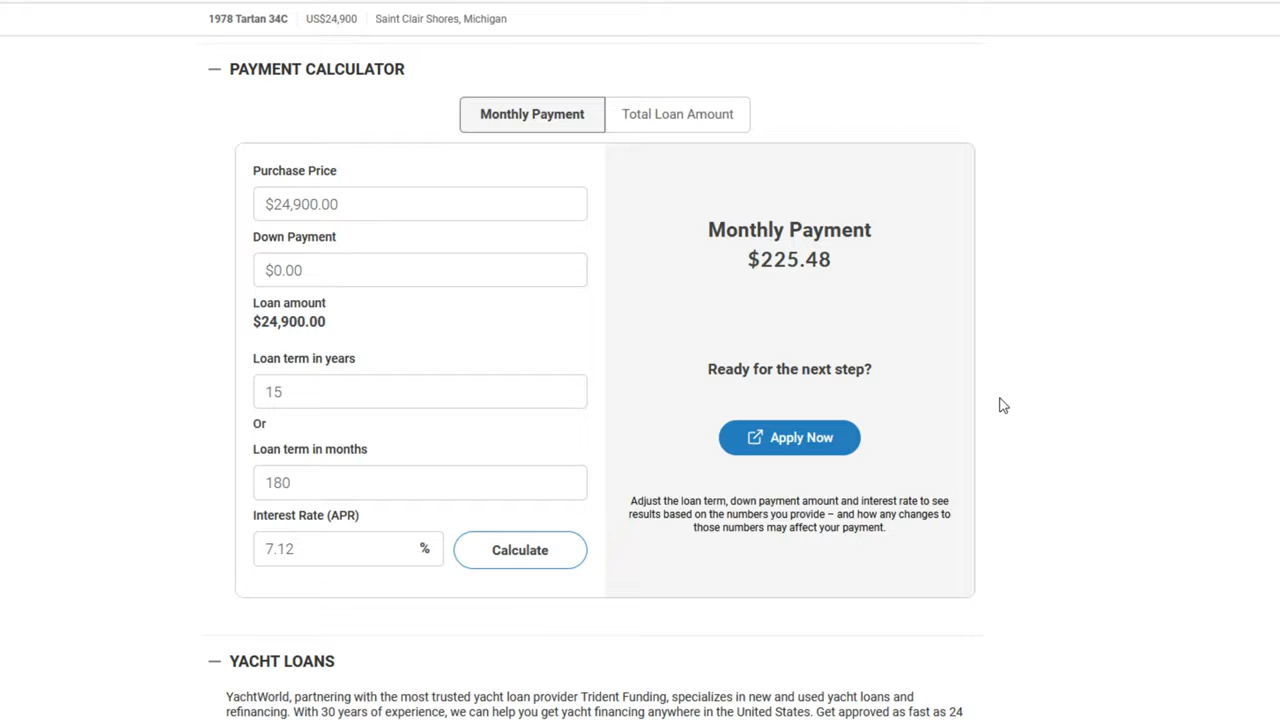 1978 Tartan 34C US$24,900 Saint Clair Shores, Michigan
PAYMENT CALCULATOR
Monthly Payment Total Loan Amount
Purchase Price
$24,900.00
Down Payment
$0.00
Loan amount
$24,900.00
Loan term in years
15
Or
Loan term in months
180
Interest Rate (APR)
7.12 %
Calculate
Monthly Payment
$225.48
Ready for the next step?
Apply Now
Adjust the loan term, down payment amount and interest rate to see
results based on the numbers you provide – and how any changes to
those numbers may affect your payment.
YACHT LOANS
YachtWorld, partnering with the most trusted yacht loan provider Trident Funding, specializes in new and used yacht loans and
refinancing. With 30 years of experience, we can help you get yacht financing anywhere in the United States. Get approved as fast as 24